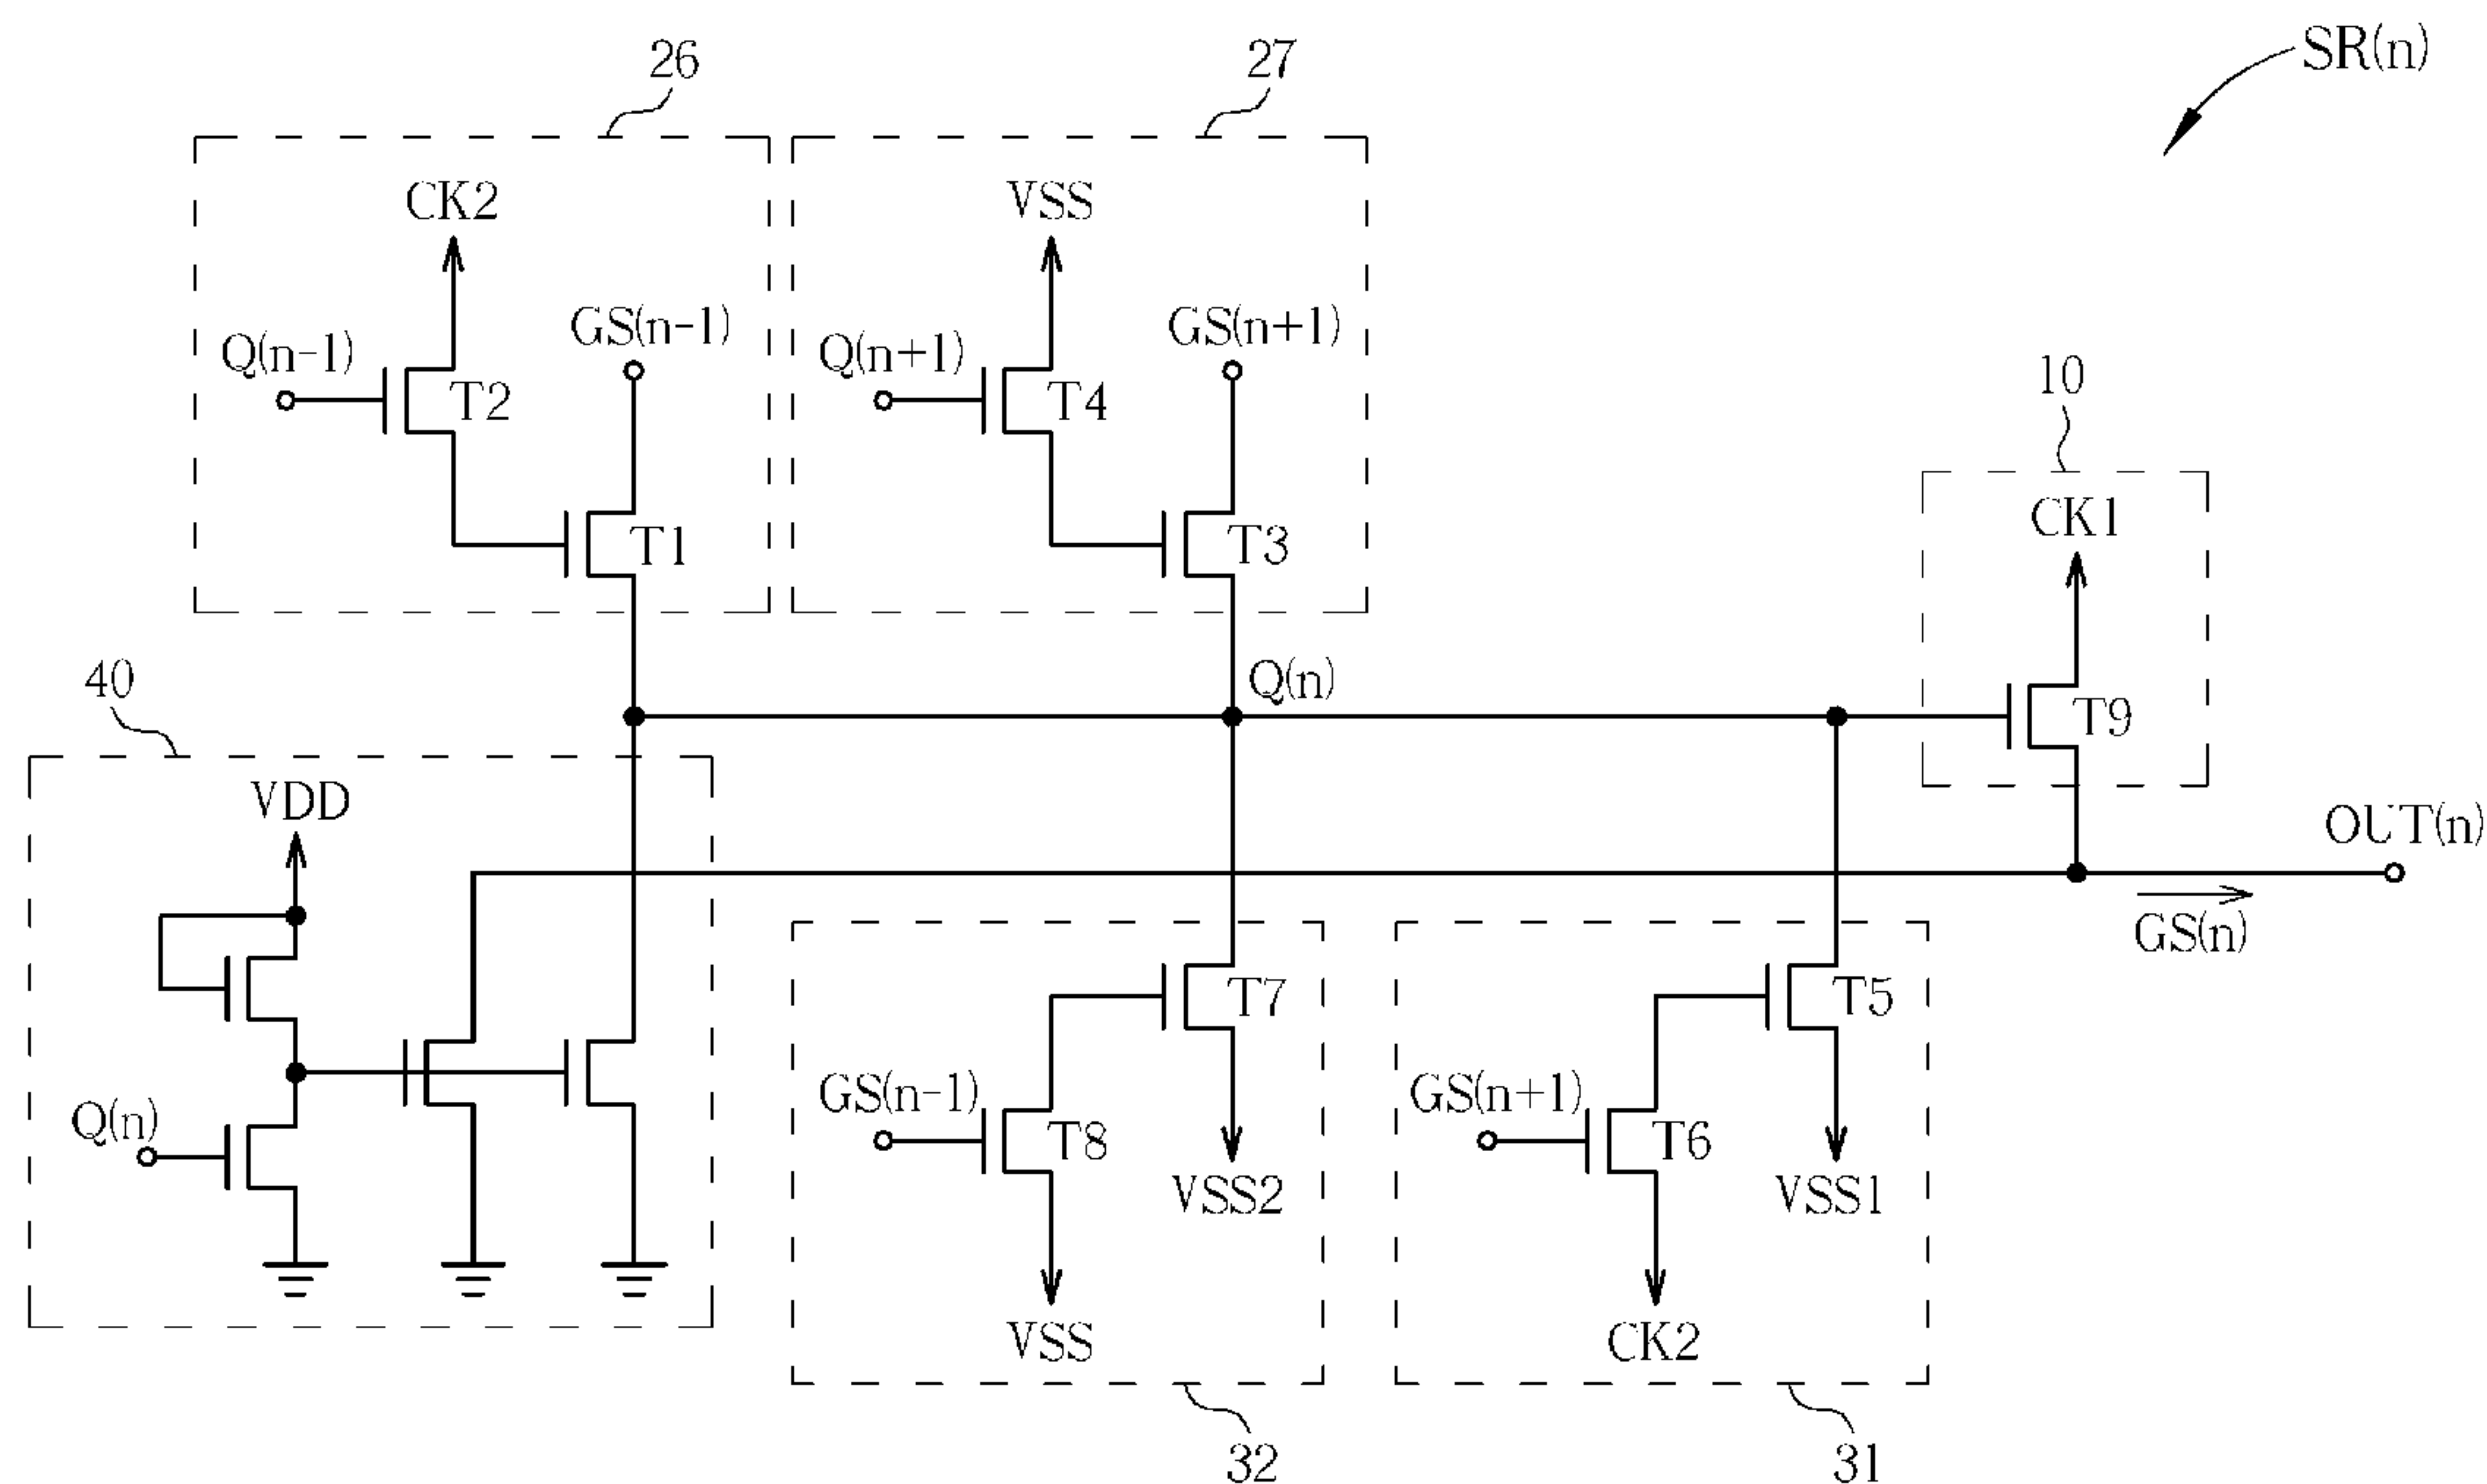 SR(n)
26
27
CK2
VSS
Q(n-1)
GS(n-1)
Q(n+1)
GS(n+1)
T2
T4
10
CK1
T1
T3
40
Q(n)
T9
VDD
OUT(n)
GS(n)
T7
T5
GS(n-1)
GS(n+1)
Q(n)
T8
T6
VSS2
VSS1
VSS
CK2
32
31